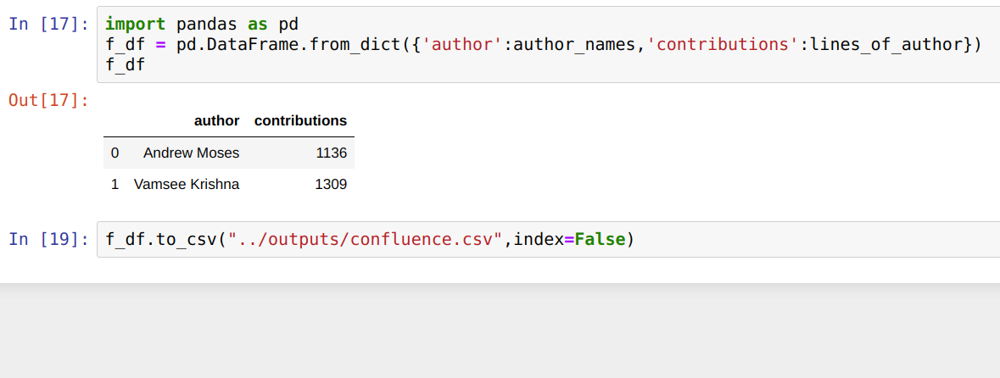 In [17]: import pandas as pd
f_df = pd.DataFrame.from_dict({'author':author_names,'contributions':lines_of_author})
f_df
Out[17]:
author contributions
0 Andrew Moses 1136
1 Vamsee Krishna 1309
In [19]: f_df.to_csv("../outputs/confluence.csv",index=False)